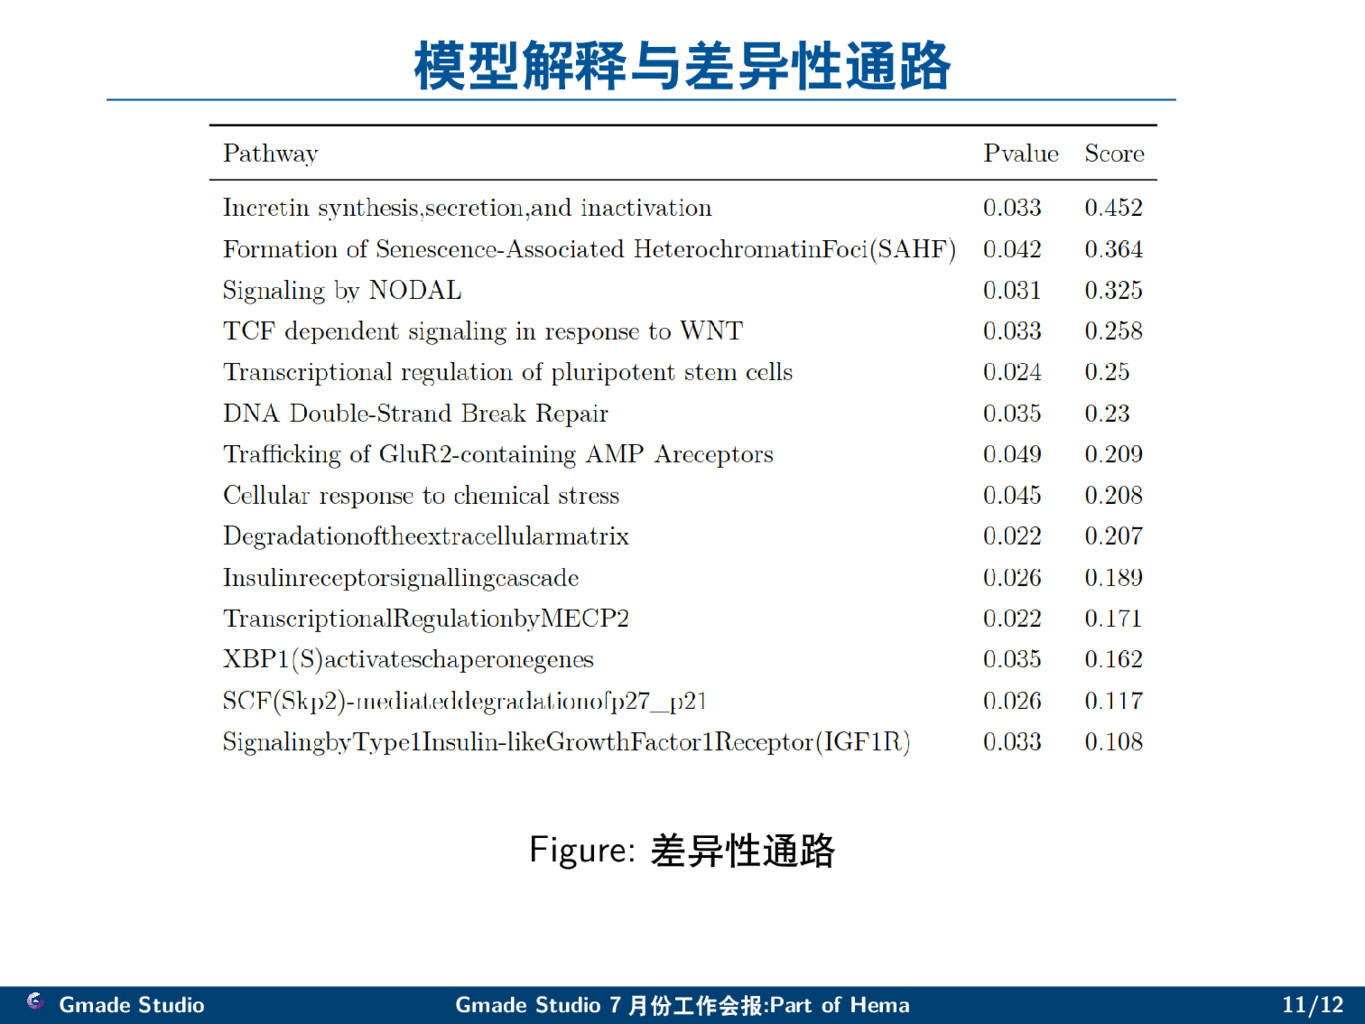 模型解释与差异性通路
Pathway Pvalue Score
Incretin synthesis,secretion,and inactivation 0.033 0.452
Formation of Senescence-Associated HeterochromatinFoci(SAHF) 0.042 0.364
Signaling by NODAL 0.031 0.325
TCF dependent signaling in response to WNT 0.033 0.258
Transcriptional regulation of pluripotent stem cells 0.024 0.25
DNA Double-Strand Break Repair 0.035 0.23
Trafficking of GluR2-containing AMP Areceptors 0.049 0.209
Cellular response to chemical stress 0.045 0.208
Degradationoftheextracellularmatrix 0.022 0.207
Insulinreceptorsignallingcascade 0.026 0.189
TranscriptionalRegulationbyMECP2 0.022 0.171
XBP1(S)activateschaperonegenes 0.035 0.162
SCF(Skp2)-mediateddegradationofp27_p21 0.026 0.117
SignalingbyType1Insulin-likeGrowthFactor1Receptor(IGF1R) 0.033 0.108
Figure: 差异性通路
Gmade Studio Gmade Studio 7 月份工作会报:Part of Hema 11/12